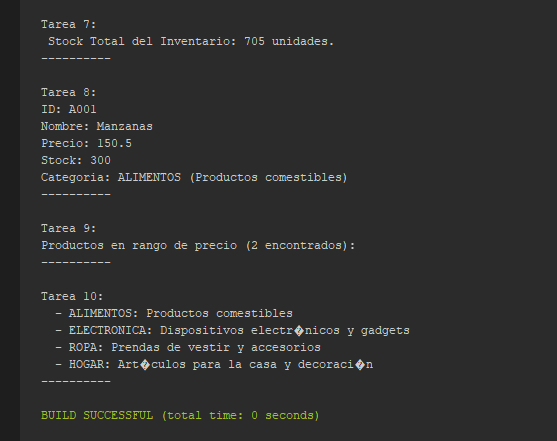 Tarea 7:
 Stock Total del Inventario: 705 unidades.
----------
Tarea 8:
ID: A001
Nombre: Manzanas
Precio: 150.5
Stock: 300
Categoria: ALIMENTOS (Productos comestibles)
----------
Tarea 9:
Productos en rango de precio (2 encontrados):
----------
Tarea 10:
  - ALIMENTOS: Productos comestibles
  - ELECTRONICA: Dispositivos electr�nicos y gadgets
  - ROPA: Prendas de vestir y accesorios
  - HOGAR: Art�culos para la casa y decoraci�n
----------
BUILD SUCCESSFUL (total time: 0 seconds)